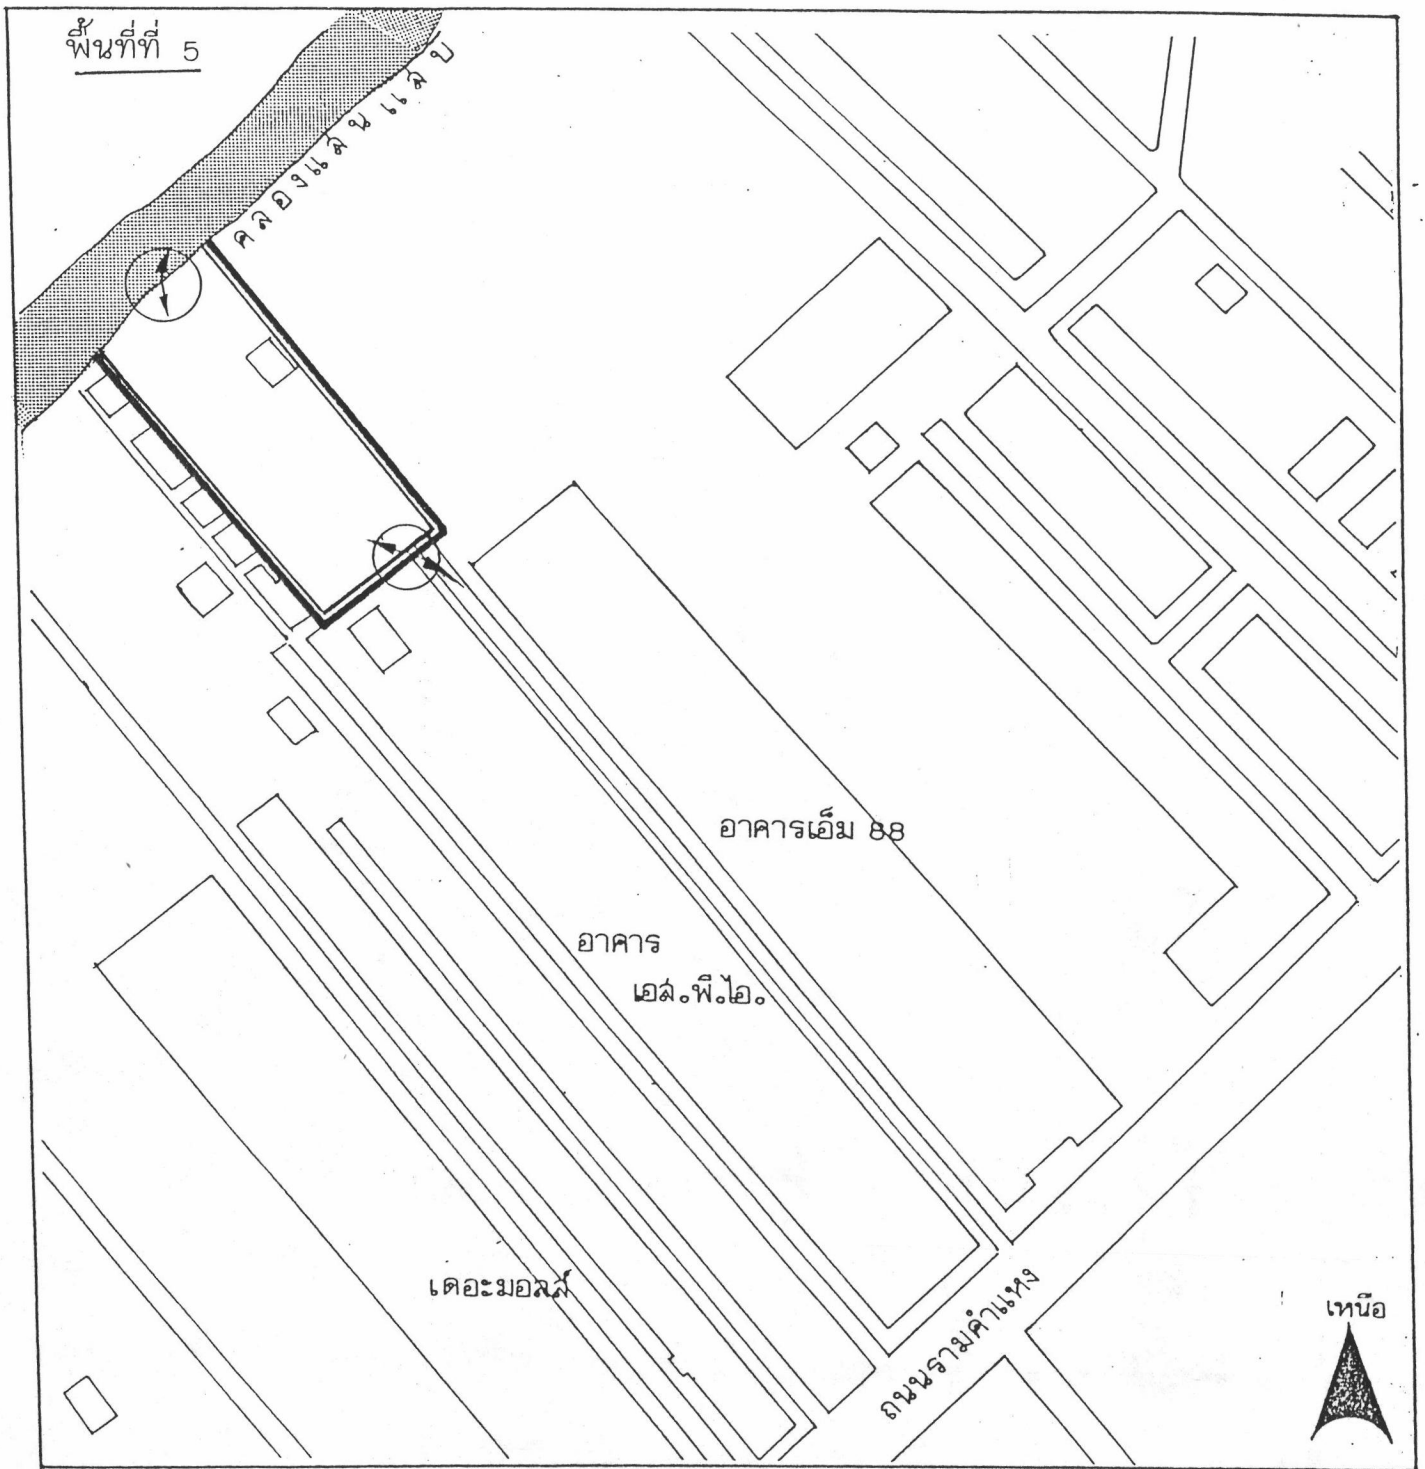 พื้นที่ที่ 5
คลองแสนแสบ
อาคารเอ็ม 88
อาคาร
เอส.พี.ไอ.
เดอะมอลล์
ถนนรามคำแหง
เหนือ